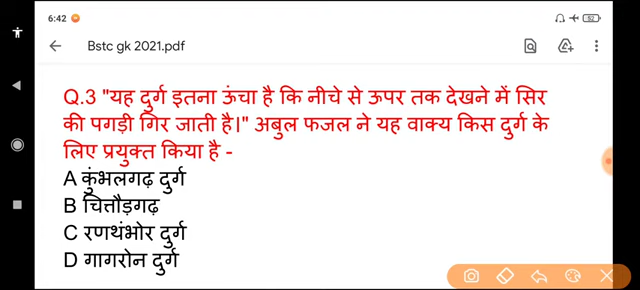 6:42
52
Bstc gk 2021.pdf
Q.3 "यह दुर्ग इतना ऊंचा है कि नीचे से ऊपर तक देखने में सिर
की पगड़ी गिर जाती है।" अबुल फजल ने यह वाक्य किस दुर्ग के
लिए प्रयुक्त किया है -
A कुंभलगढ़ दुर्ग
B चित्तौड़गढ़
C रणथंभोर दुर्ग
D गागरोन दुर्ग